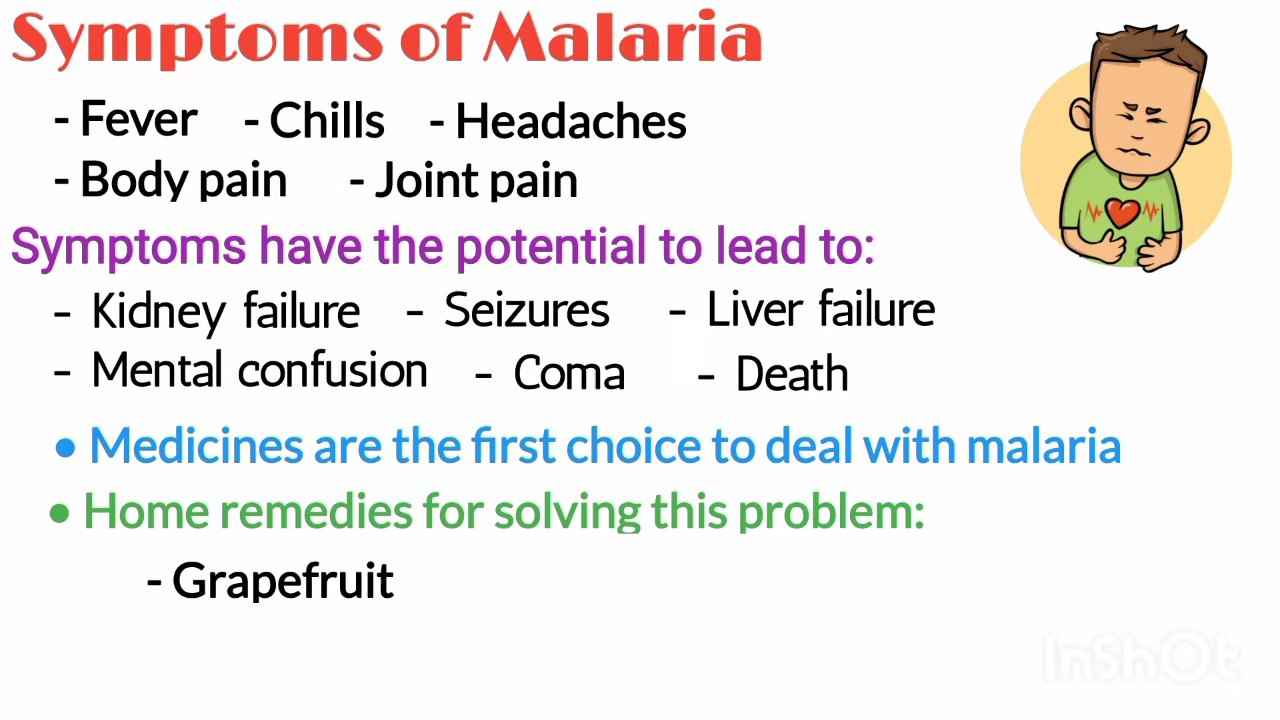 Symptoms of Malaria
- Fever - Chills - Headaches
- Body pain - Joint pain
Symptoms have the potential to lead to:
- Kidney failure - Seizures - Liver failure
- Mental confusion - Coma - Death
• Medicines are the first choice to deal with malaria
• Home remedies for solving this problem:
- Grapefruit
InShOt